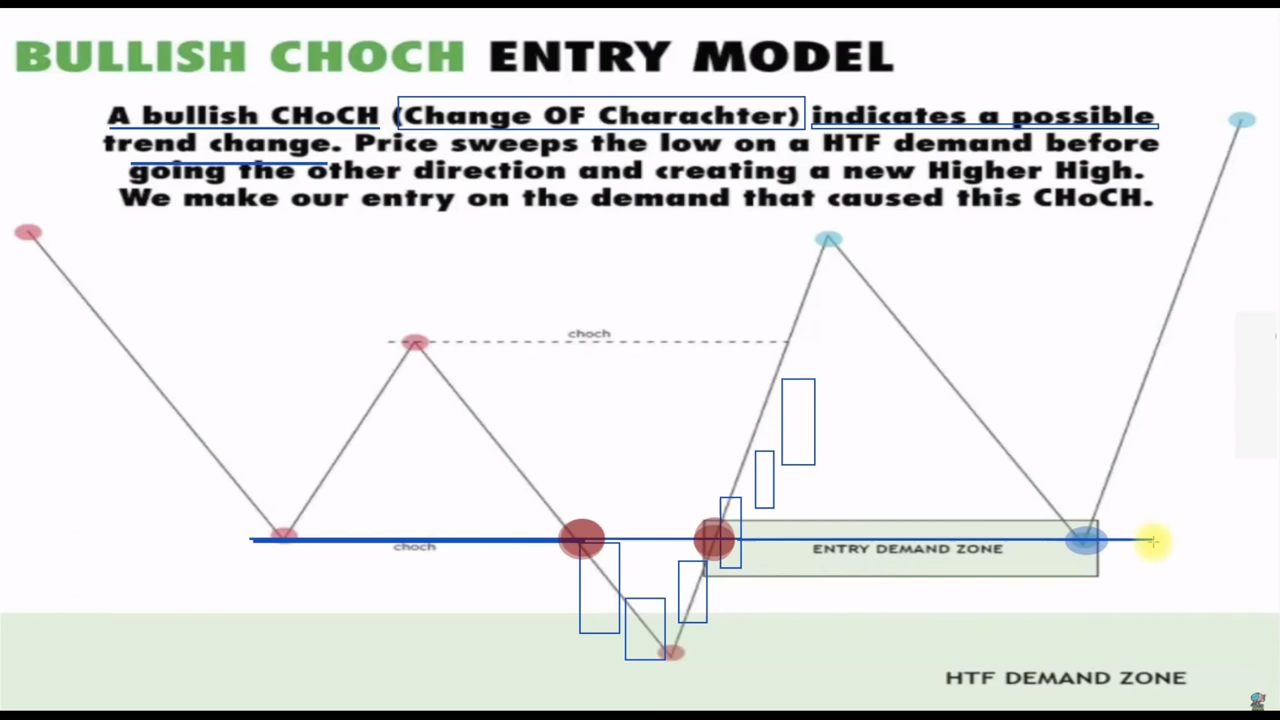 BULLISH CHOCH ENTRY MODEL
A bullish CHoCH (Change OF Charachter) indicates a possible
trend change. Price sweeps the low on a HTF demand before
going the other direction and creating a new Higher High.
We make our entry on the demand that caused this CHoCH.
choch
choch
ENTRY DEMAND ZONE
HTF DEMAND ZONE